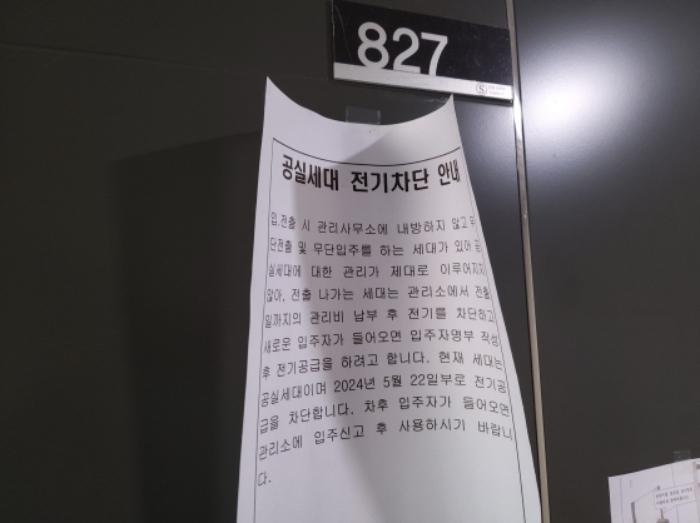 827
공실세대 전기차단 안내
입.전출 시 관리사무소에 내방하지 않고 무
단전출 및 무단입주를 하는 세대가 있어 공
실세대에 대한 관리가 제대로 이루어지지
않아, 전출 나가는 세대는 관리소에서 전출
일까지의 관리비 납부 후 전기를 차단하고
새로운 입주자가 들어오면 입주자명부 작성
후 전기공급을 하려고 합니다. 현재 세대는
공실세대이며 2024년 5월 22일부로 전기공
급을 차단합니다. 차후 입주자가 들어오면
관리소에 입주신고 후 사용하시기 바랍니
다.